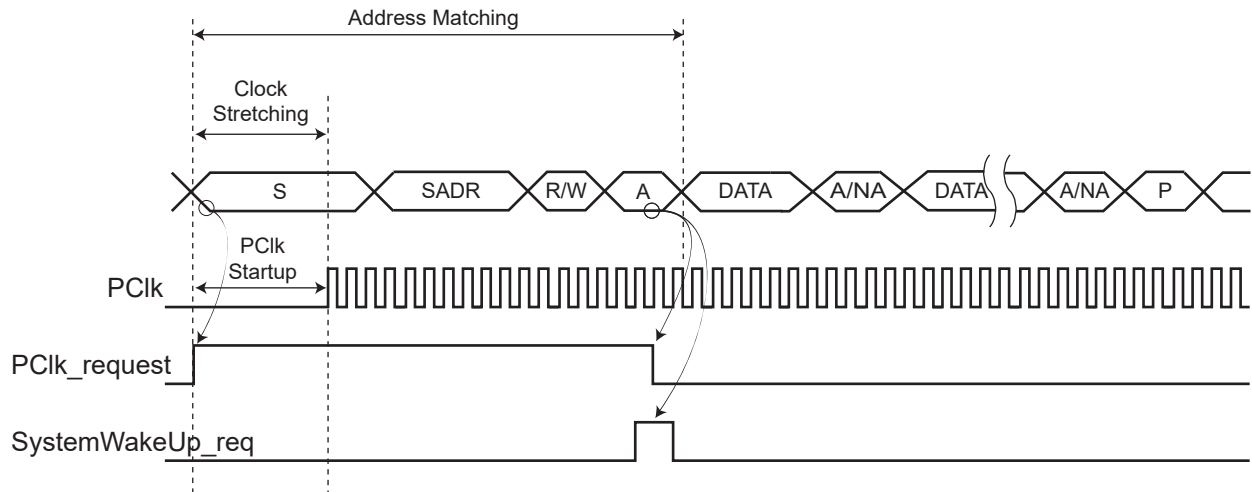 Address Matching
Clock
Stretching
S SADR R/W A DATA A/NA DATA A/NA P
PClk
Startup
PClk
PClk_request
SystemWakeUp_req